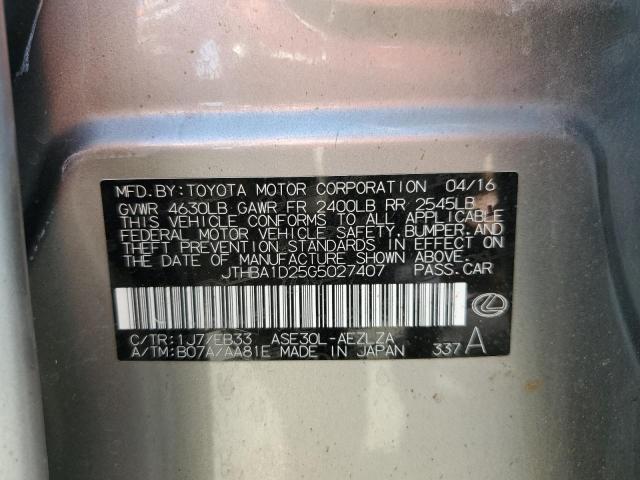 MFD. BY: TOYOTA MOTOR CORPORATION 04/16
GVWR 4630LB GAWR FR 2400LB RR 2545LB
THIS VEHICLE CONFORMS TO ALL APPLICABLE
FEDERAL MOTOR VEHICLE SAFETY, BUMPER, AND
THEFT PREVENTION STANDARDS IN EFFECT ON
THE DATE OF MANUFACTURE SHOWN ABOVE.
JTHBA1D25G5027407 PASS. CAR
C/TR: 1J7/EB33 ASE30L-AEZLZA
A/TM: B07A/AA81E MADE IN JAPAN 337 A